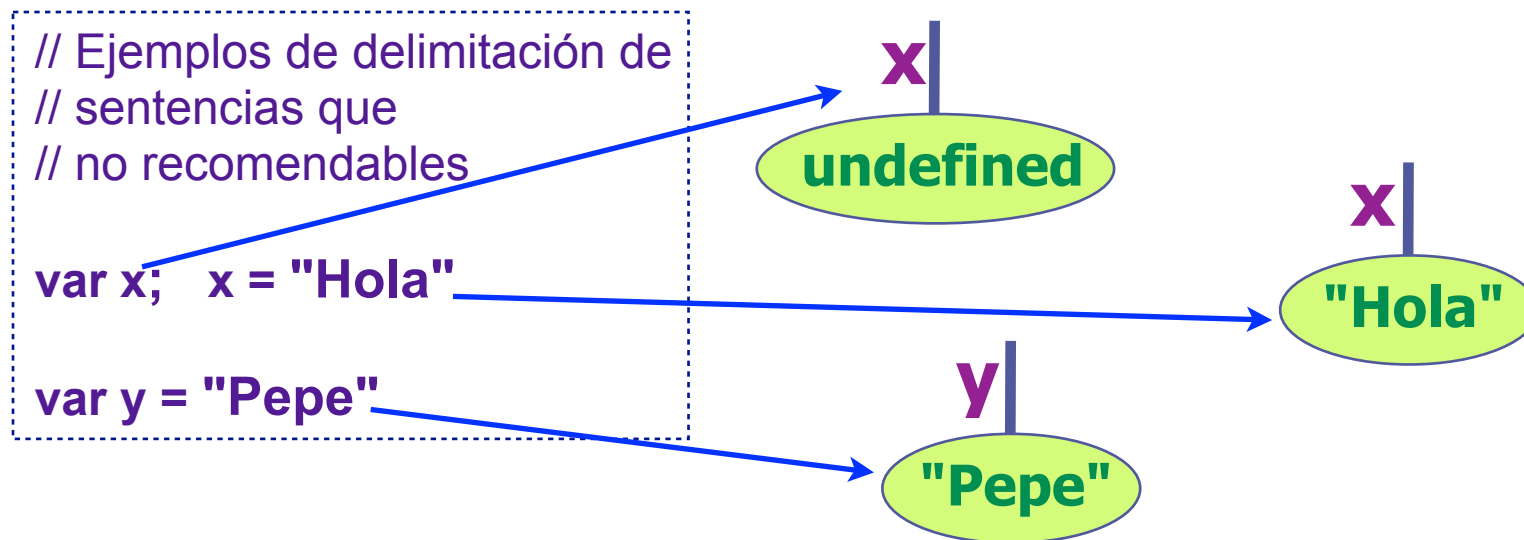 // Ejemplos de delimitación de
// sentencias que
// no recomendables
var x;   x = "Hola"
var y = "Pepe"
x
undefined
x
"Hola"
y
"Pepe"